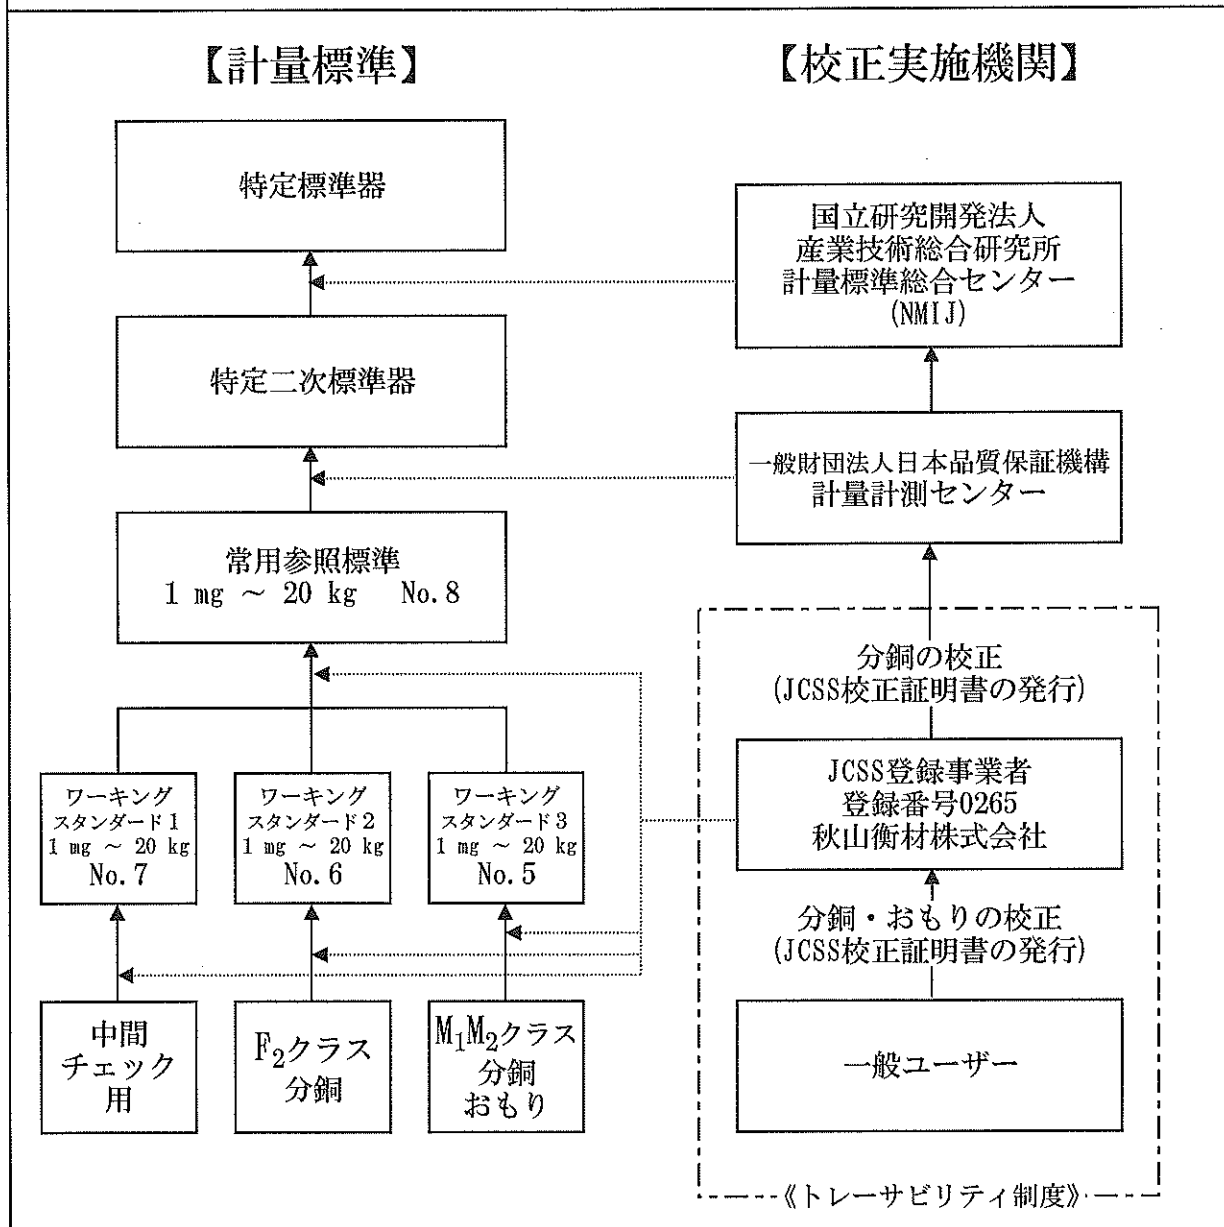 【計量標準】
特定標準器
特定二次標準器
常用参照標準
1 mg ～ 20 kg No.8
ワーキング
スタンダード1
1 mg ～ 20 kg
No.7
ワーキング
スタンダード2
1 mg ～ 20 kg
No.6
ワーキング
スタンダード3
1 mg ～ 20 kg
No.5
中間
チェック
用
F₂クラス
分銅
M₁M₂クラス
分銅
おもり
【校正実施機関】
国立研究開発法人
産業技術総合研究所
計量標準総合センター
(NMIJ)
一般財団法人日本品質保証機構
計量計測センター
分銅の校正
(JCSS校正証明書の発行)
JCSS登録事業者
登録番号0265
秋山衡材株式会社
分銅・おもりの校正
(JCSS校正証明書の発行)
一般ユーザー
《トレーサビリティ制度》